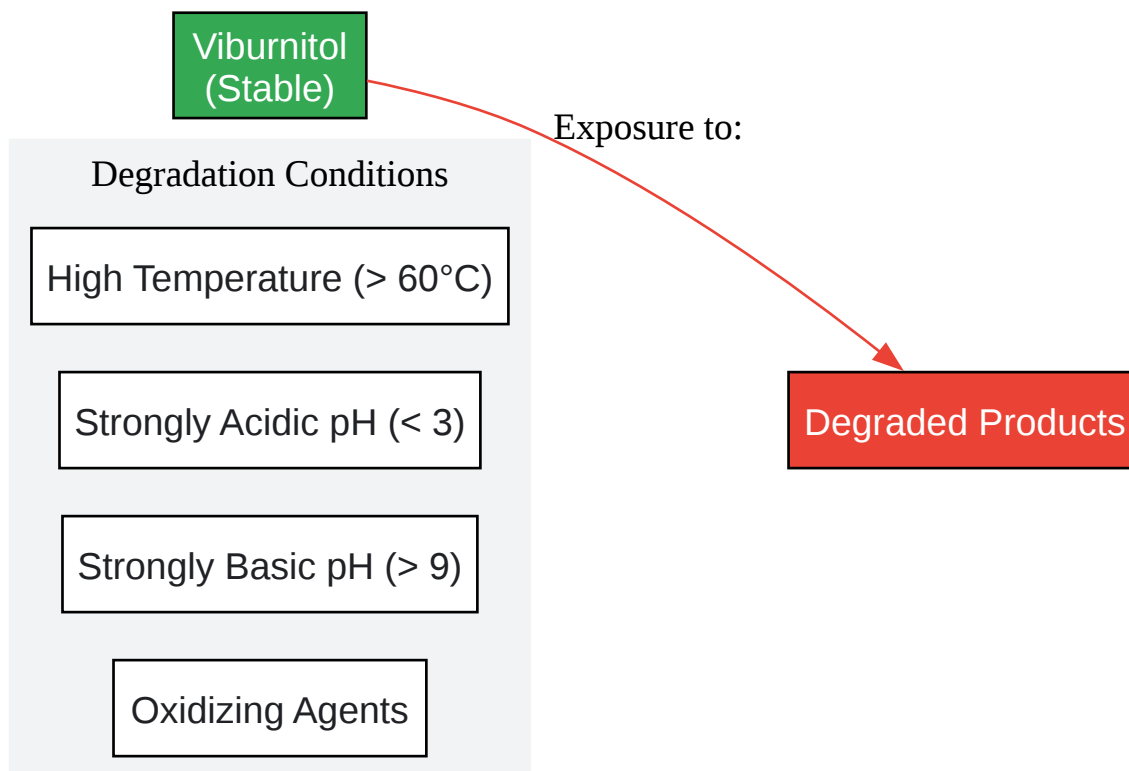 Viburnitol
(Stable)
Exposure to:
Degradation Conditions
High Temperature (> 60°C)
Strongly Acidic pH (< 3)
Degraded Products
Strongly Basic pH (> 9)
Oxidizing Agents